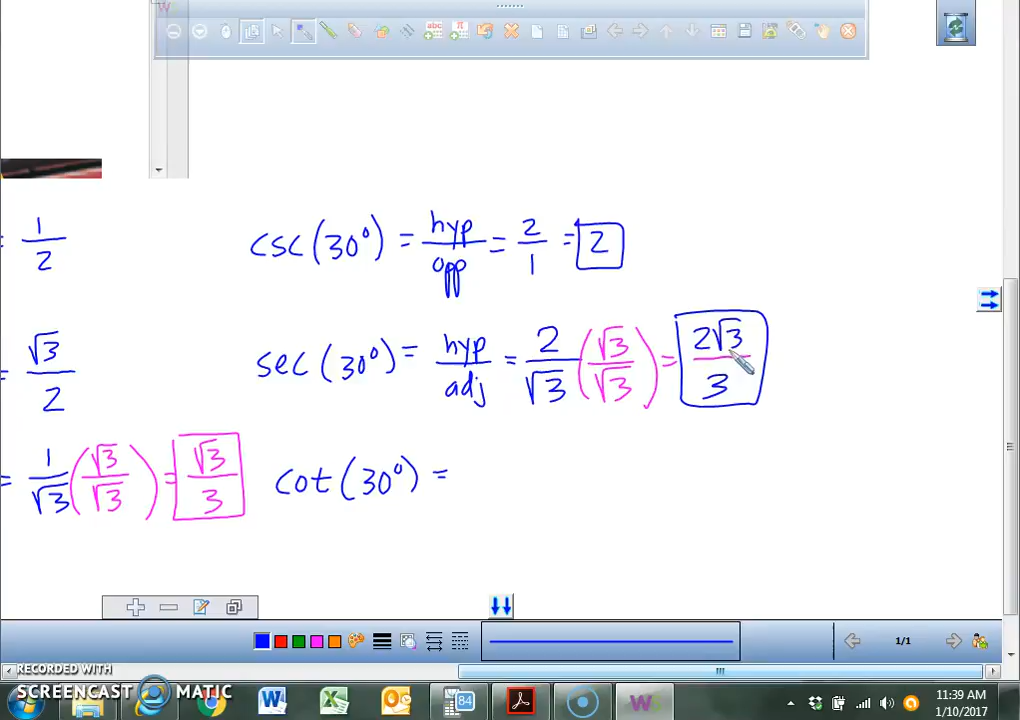 = 1/2
csc(30°) = hyp/opp = 2/1 = 2
= √3/2
sec(30°) = hyp/adj = 2/√3 (√3/√3) = 2√3/3
= 1/√3 (√3/√3) = √3/3
cot(30°) =
1/1
RECORDED WITH
SCREENCAST MATIC
84
11:39 AM
1/10/2017